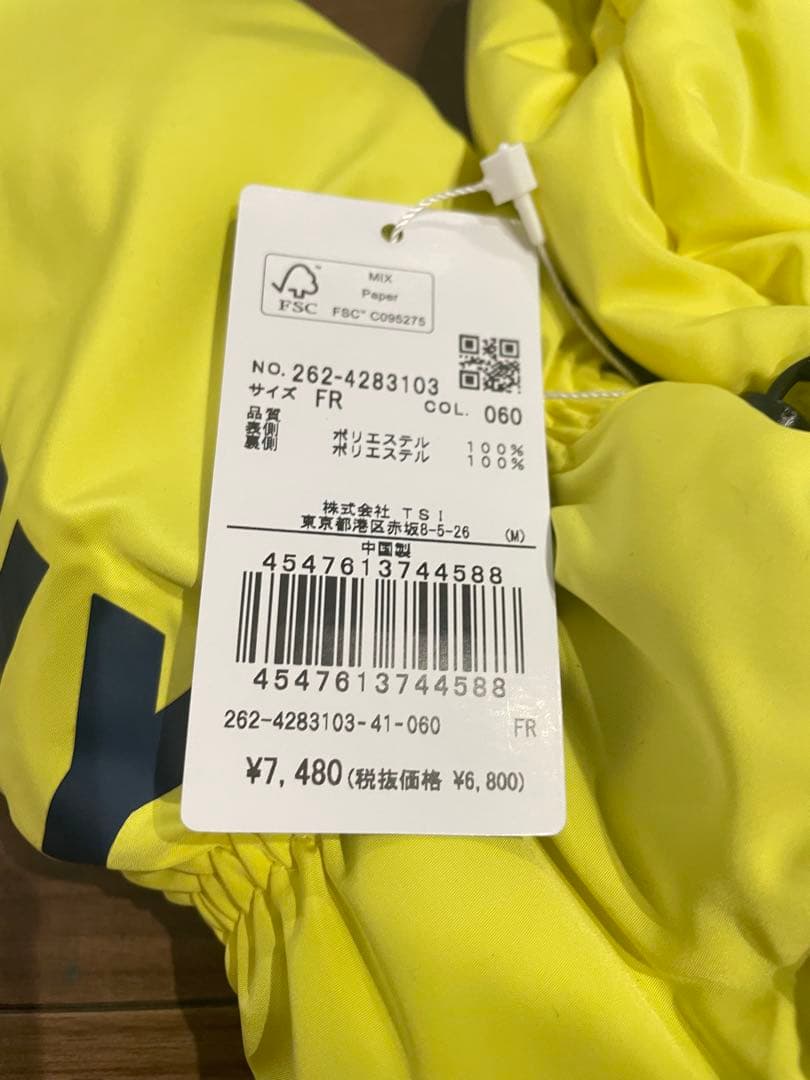 MIX
Paper
FSC™ C095275
FSC
NO. 262-4283103
サイズ FR COL. 060
品質
表側 ポリエステル 100%
裏側 ポリエステル 100%
株式会社 TSI
東京都港区赤坂8-5-26 (M)
中国製
4547613744588
4547613744588
262-4283103-41-060 FR
¥7,480(税抜価格 ¥6,800)